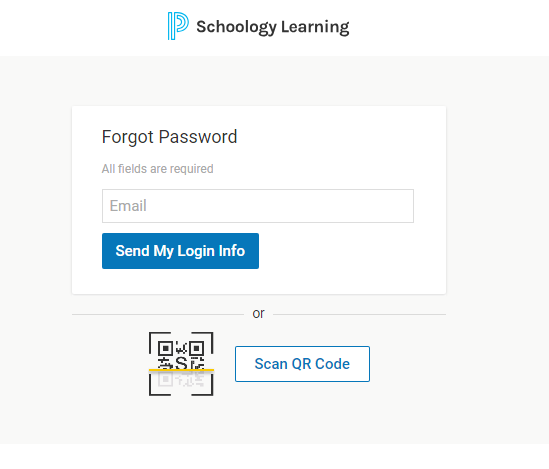 Schoology Learning
Forgot Password
All fields are required
Email
Send My Login Info
or
S
Scan QR Code